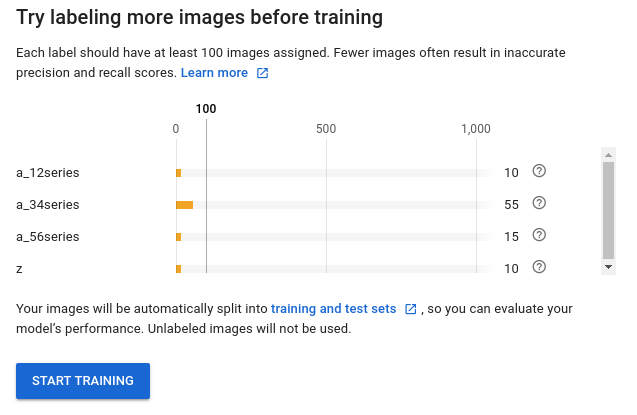 Try labeling more images before training
Each label should have at least 100 images assigned. Fewer images often result in inaccurate
precision and recall scores. Learn more
100
0 500 1,000
a_12series 10
a_34series 55
a_56series 15
z 10
Your images will be automatically split into training and test sets , so you can evaluate your
model's performance. Unlabeled images will not be used.
START TRAINING